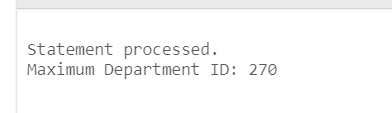 Statement processed.
Maximum Department ID: 270